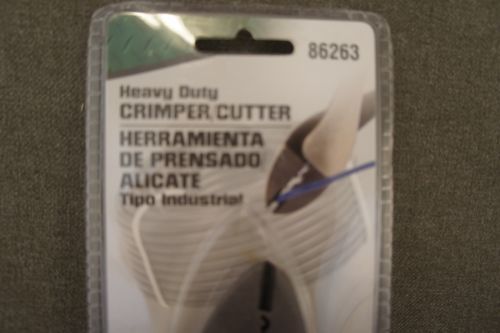 86263
Heavy Duty
CRIMPER/CUTTER
HERRAMIENTA
DE PRENSADO
ALICATE
Tipo Industrial